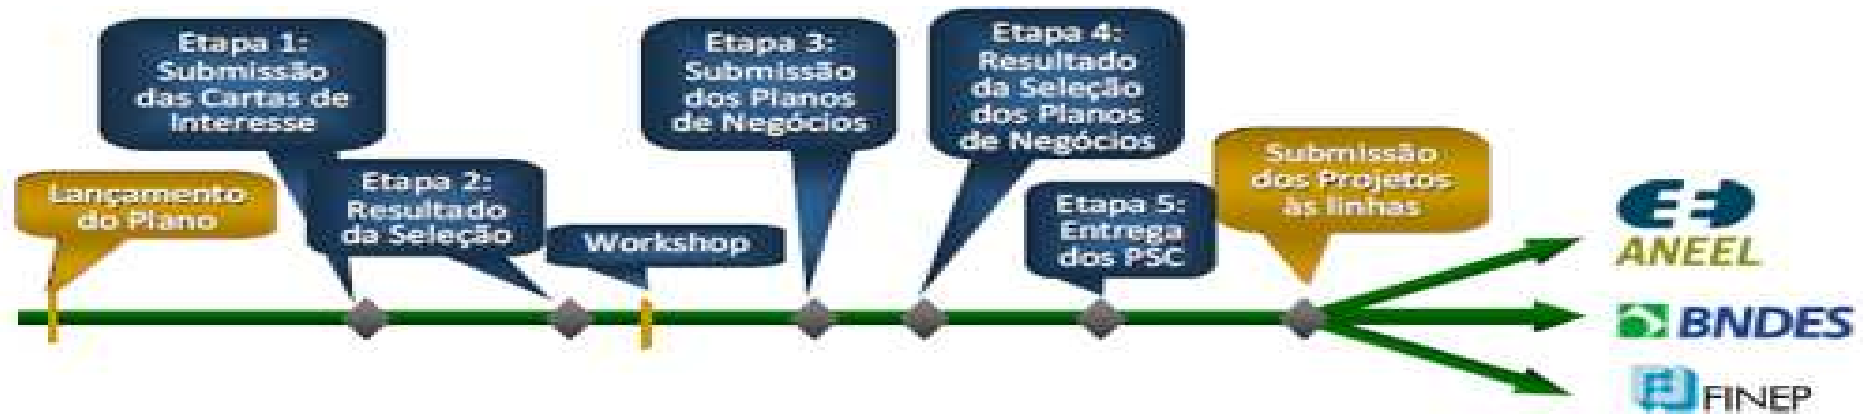 Lançamento
do Plano
Etapa 1:
Submissão
das Cartas de
Interesse
Etapa 2:
Resultado
da Seleção
Workshop
Etapa 3:
Submissão
dos Planos
de Negócios
Etapa 4:
Resultado
da Seleção
dos Planos
de Negócios
Etapa 5:
Entrega
dos PSC
Submissão
dos Projetos
às linhas
ANEEL
BNDES
FINEP